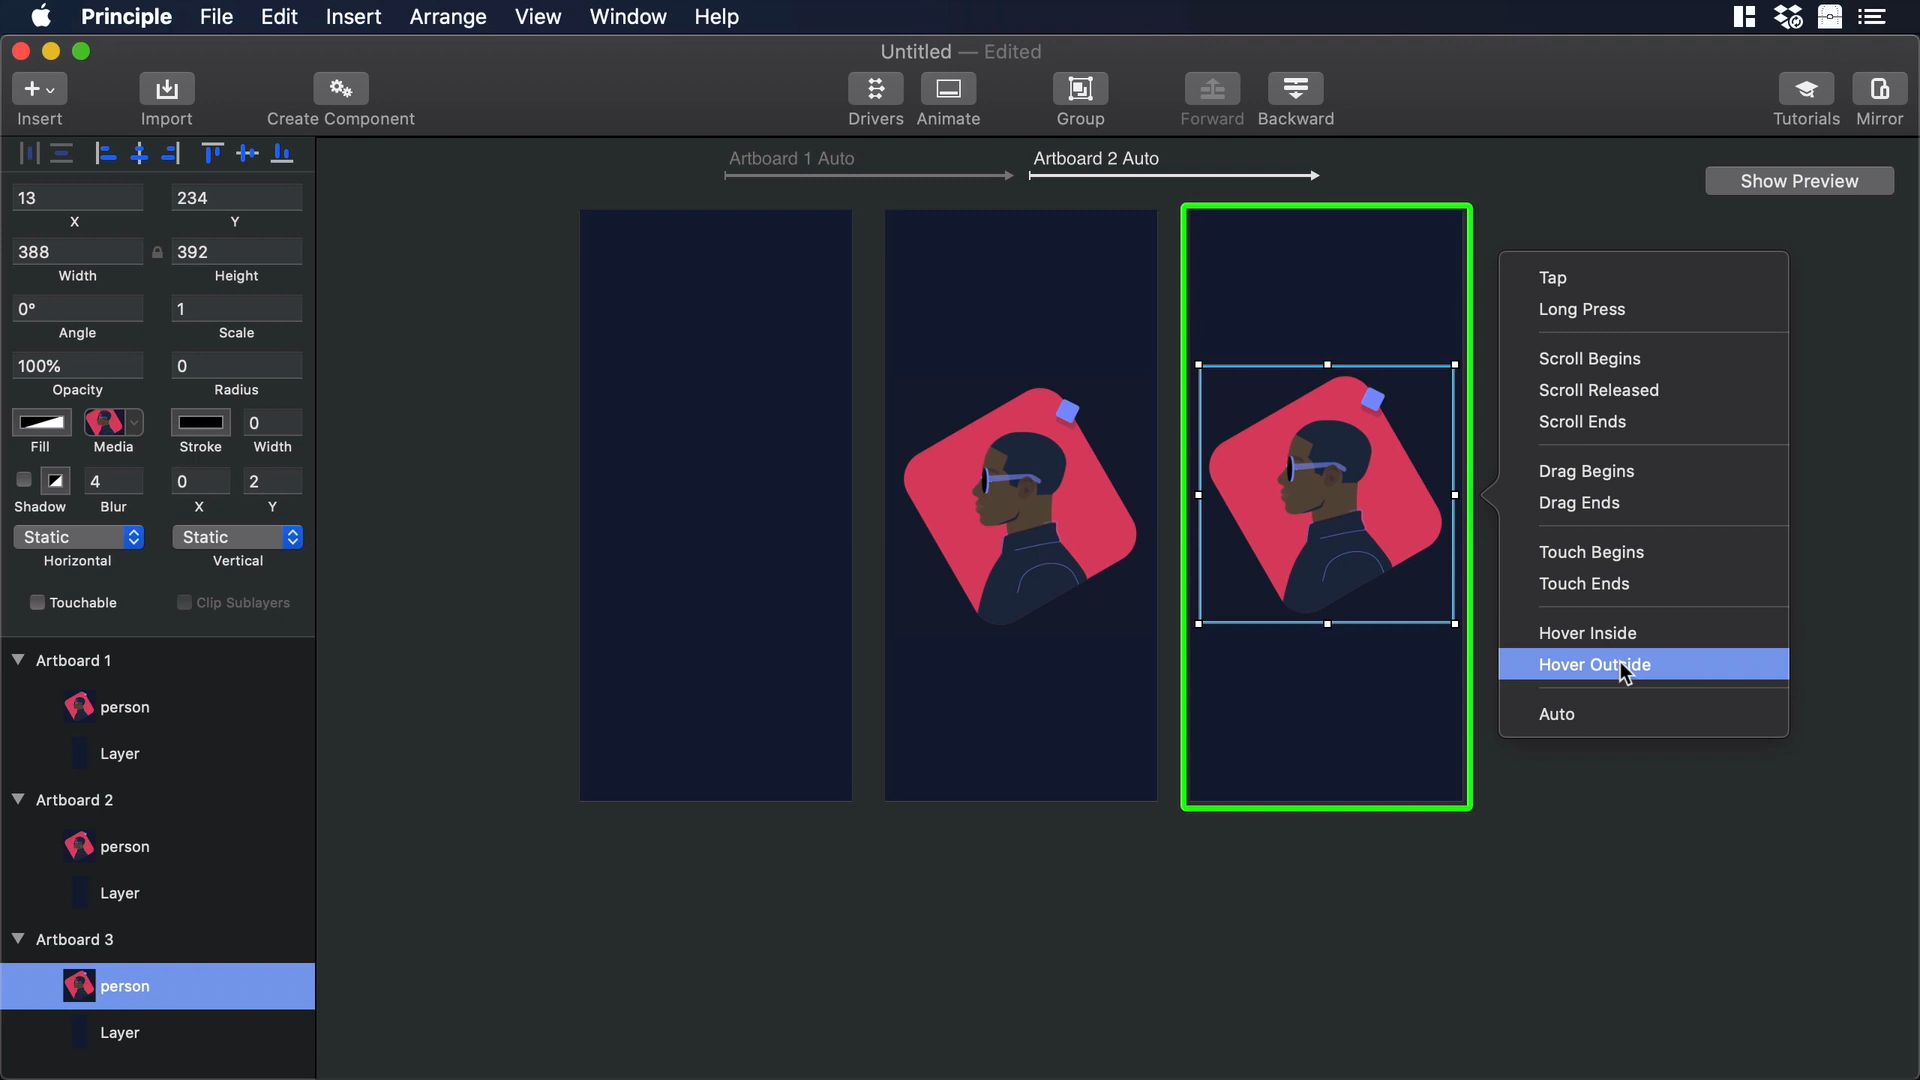 Principle File Edit Insert Arrange View Window Help
Untitled — Edited
Insert Import Create Component Drivers Animate Group Forward Backward Tutorials Mirror
Artboard 1 Auto Artboard 2 Auto
Show Preview
13 234
X Y
388 392
Width Height
0° 1
Angle Scale
100% 0
Opacity Radius
0
Fill Media Stroke Width
4 0 2
Shadow Blur X Y
Static Static
Horizontal Vertical
Touchable Clip Sublayers
Artboard 1
person
Layer
Artboard 2
person
Layer
Artboard 3
person
Layer
Tap
Long Press
Scroll Begins
Scroll Released
Scroll Ends
Drag Begins
Drag Ends
Touch Begins
Touch Ends
Hover Inside
Hover Outside
Auto